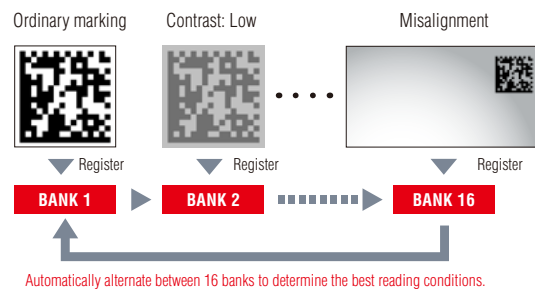 Ordinary marking
Contrast: Low
Misalignment
Register
Register
Register
BANK 1
BANK 2
BANK 16
Automatically alternate between 16 banks to determine the best reading conditions.